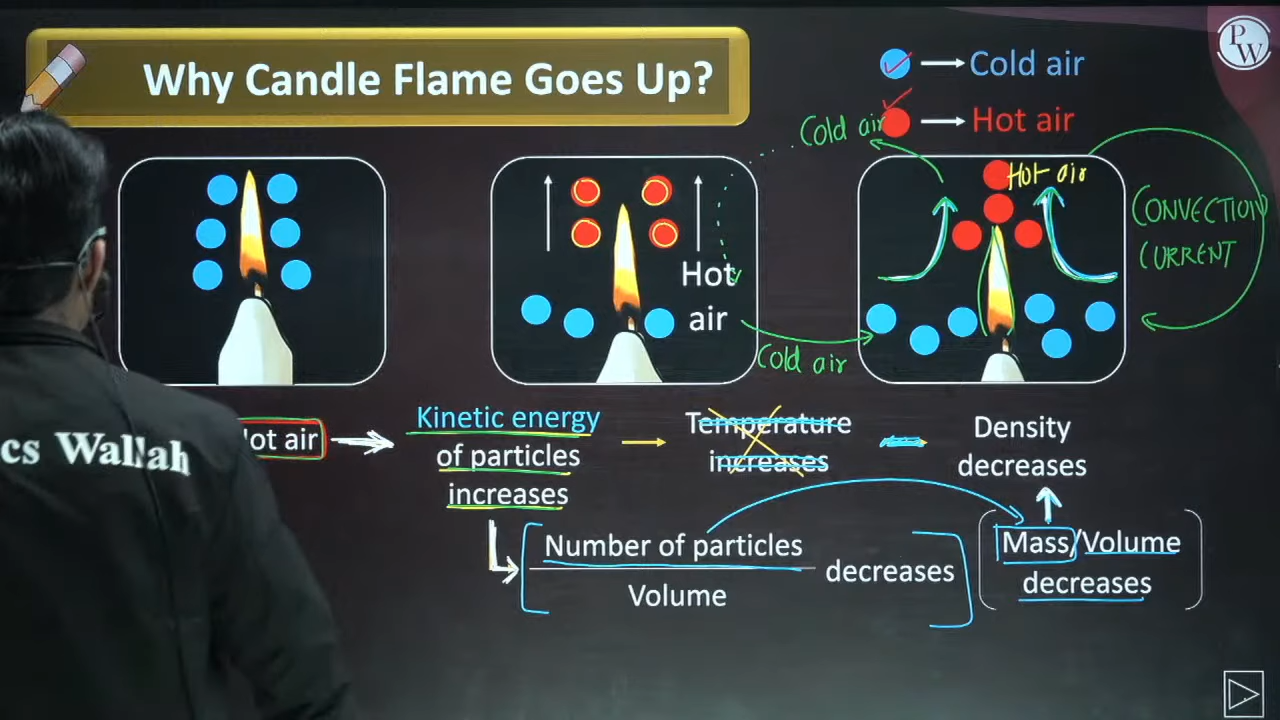 Why Candle Flame Goes Up?
PW
Cold air
Hot air
Cold air
Hot air
CONVECTION
CURRENT
Hot
air
Cold air
Hot air
Kinetic energy
of particles
increases
Temperature
increases
Density
decreases
Number of particles
Volume
decreases
Mass/Volume
decreases
cs Wallah